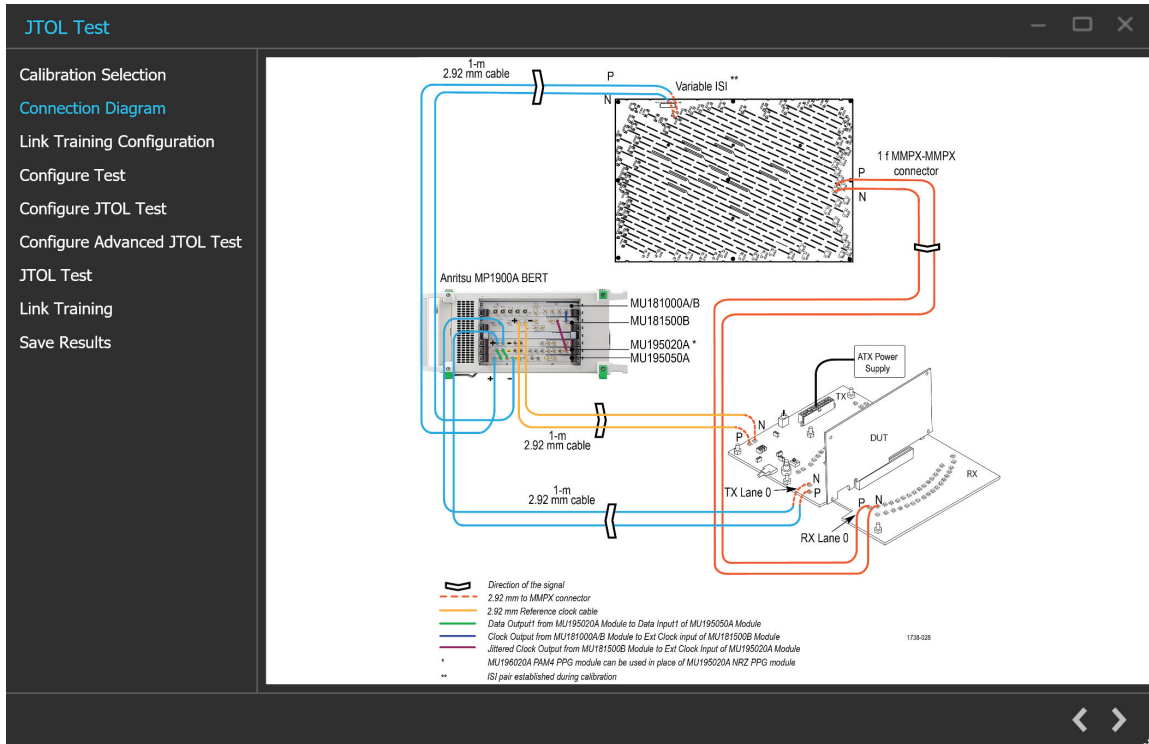 JTOL Test
Calibration Selection
Connection Diagram
Link Training Configuration
Configure Test
Configure JTOL Test
Configure Advanced JTOL Test
JTOL Test
Link Training
Save Results
1-m
2.92 mm cable
P
N
Variable ISI **
1 f MMPX-MMPX
connector
P
N
Anritsu MP1900A BERT
MU181000A/B
MU181500B
MU195020A *
MU195050A
+ −
+ −
+ −
ATX Power
Supply
TX
DUT
RX
1-m
2.92 mm cable
P N
TX Lane 0
N
P
1-m
2.92 mm cable
P N
RX Lane 0
Direction of the signal
2.92 mm to MMPX connector
2.92 mm Reference clock cable
Data Output1 from MU195020A Module to Data Input1 of MU195050A Module
Clock Output from MU181000A/B Module to Ext Clock input of MU181500B Module
Jittered Clock Output from MU181500B Module to Ext Clock Input of MU195020A Module
* MU196020A PAM4 PPG module can be used in place of MU195020A NRZ PPG module
** ISI pair established during calibration
1738-028